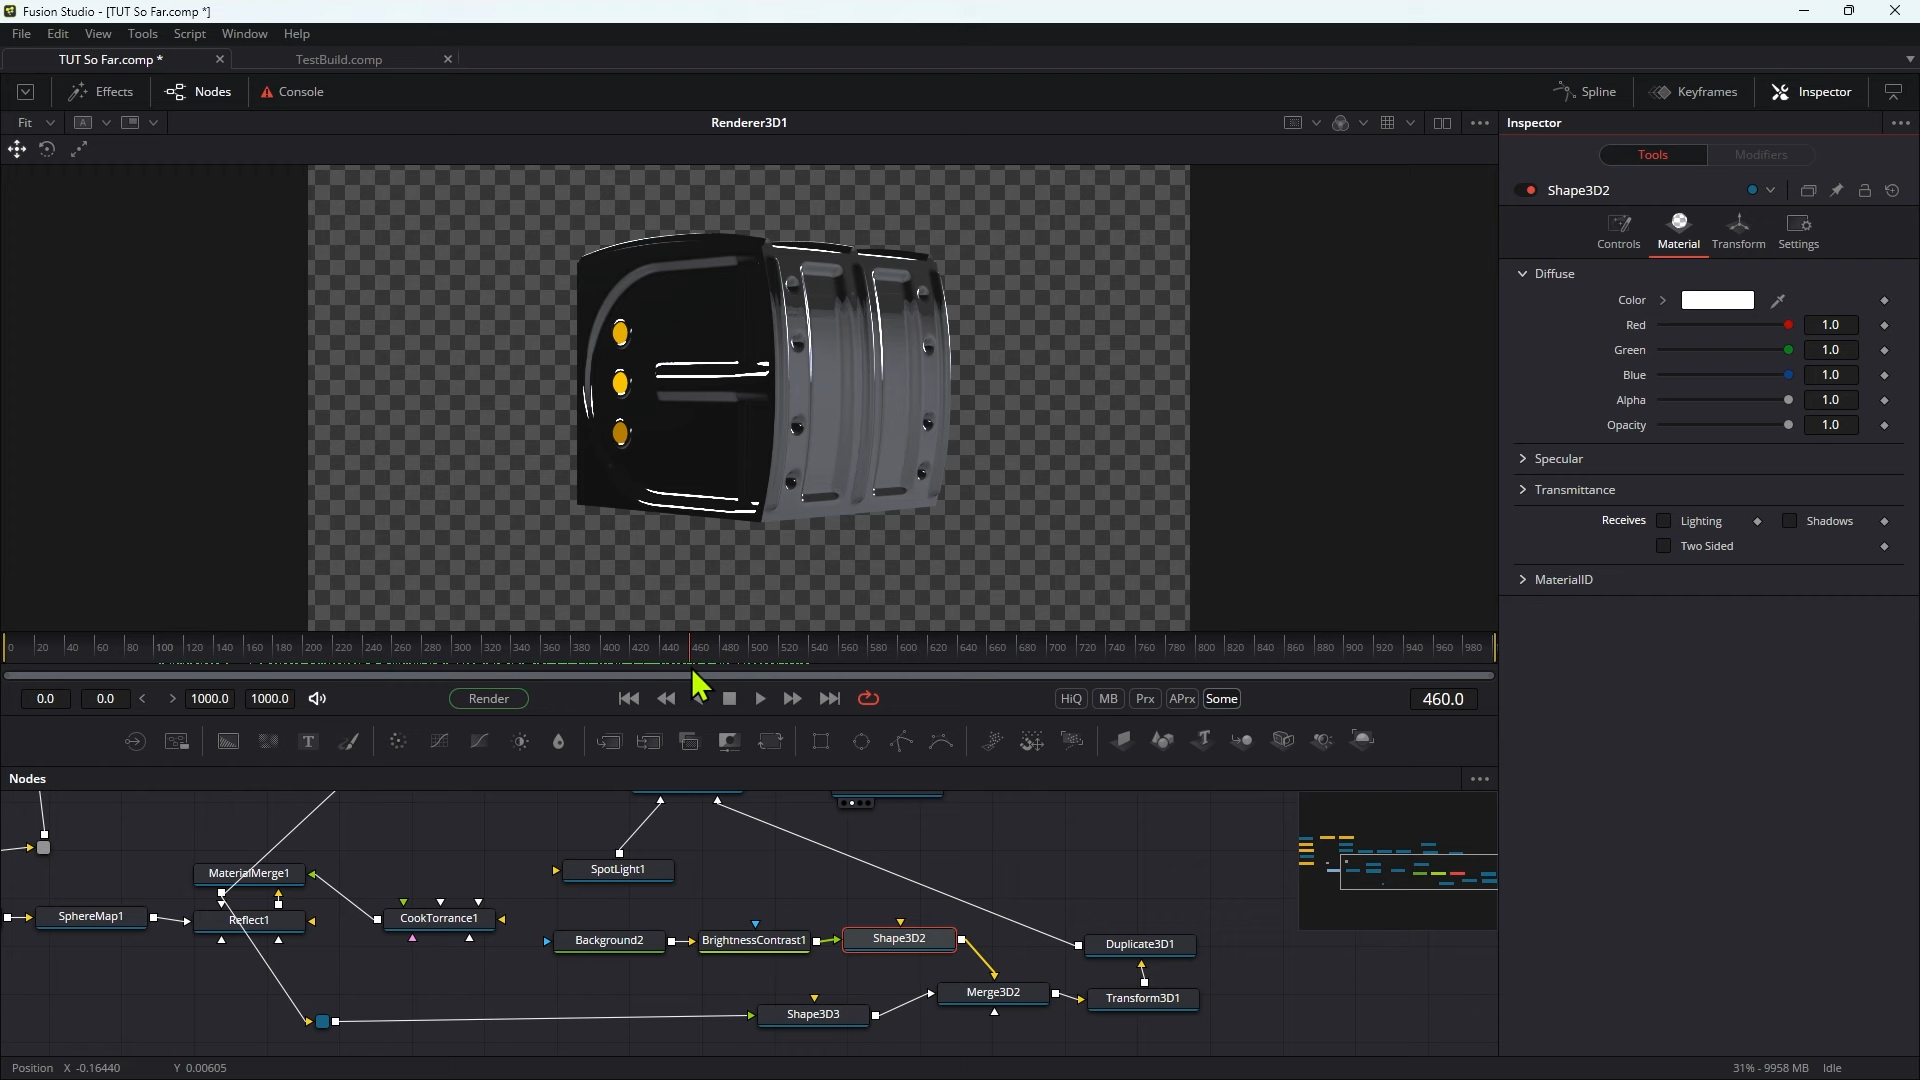 Fusion Studio - [TUT So Far.comp *]
File Edit View Tools Script Window Help
TUT So Far.comp * TestBuild.comp
Effects Nodes Console Spline Keyframes Inspector
Fit A Renderer3D1 Inspector
Tools Modifiers
Shape3D2
Controls Material Transform Settings
Diffuse
Color
Red 1.0
Green 1.0
Blue 1.0
Alpha 1.0
Opacity 1.0
Specular
Transmittance
Receives Lighting Shadows
Two Sided
MaterialID
0 20 40 60 80 100 120 140 160 180 200 220 240 260 280 300 320 340 360 380 400 420 440 460 480 500 520 540 560 580 600 620 640 660 680 700 720 740 760 780 800 820 840 860 880 900 920 940 960 980
0.0 0.0 1000.0 1000.0 Render HiQ MB Prx APrx Some 460.0
T T
Nodes
SpotLight1
MaterialMerge1
SphereMap1 Reflect1 CookTorrance1
Background2 BrightnessContrast1 Shape3D2 Duplicate3D1
Merge3D2 Transform3D1
Shape3D3
Position X -0.16440 Y 0.00605 31% - 9958 MB Idle